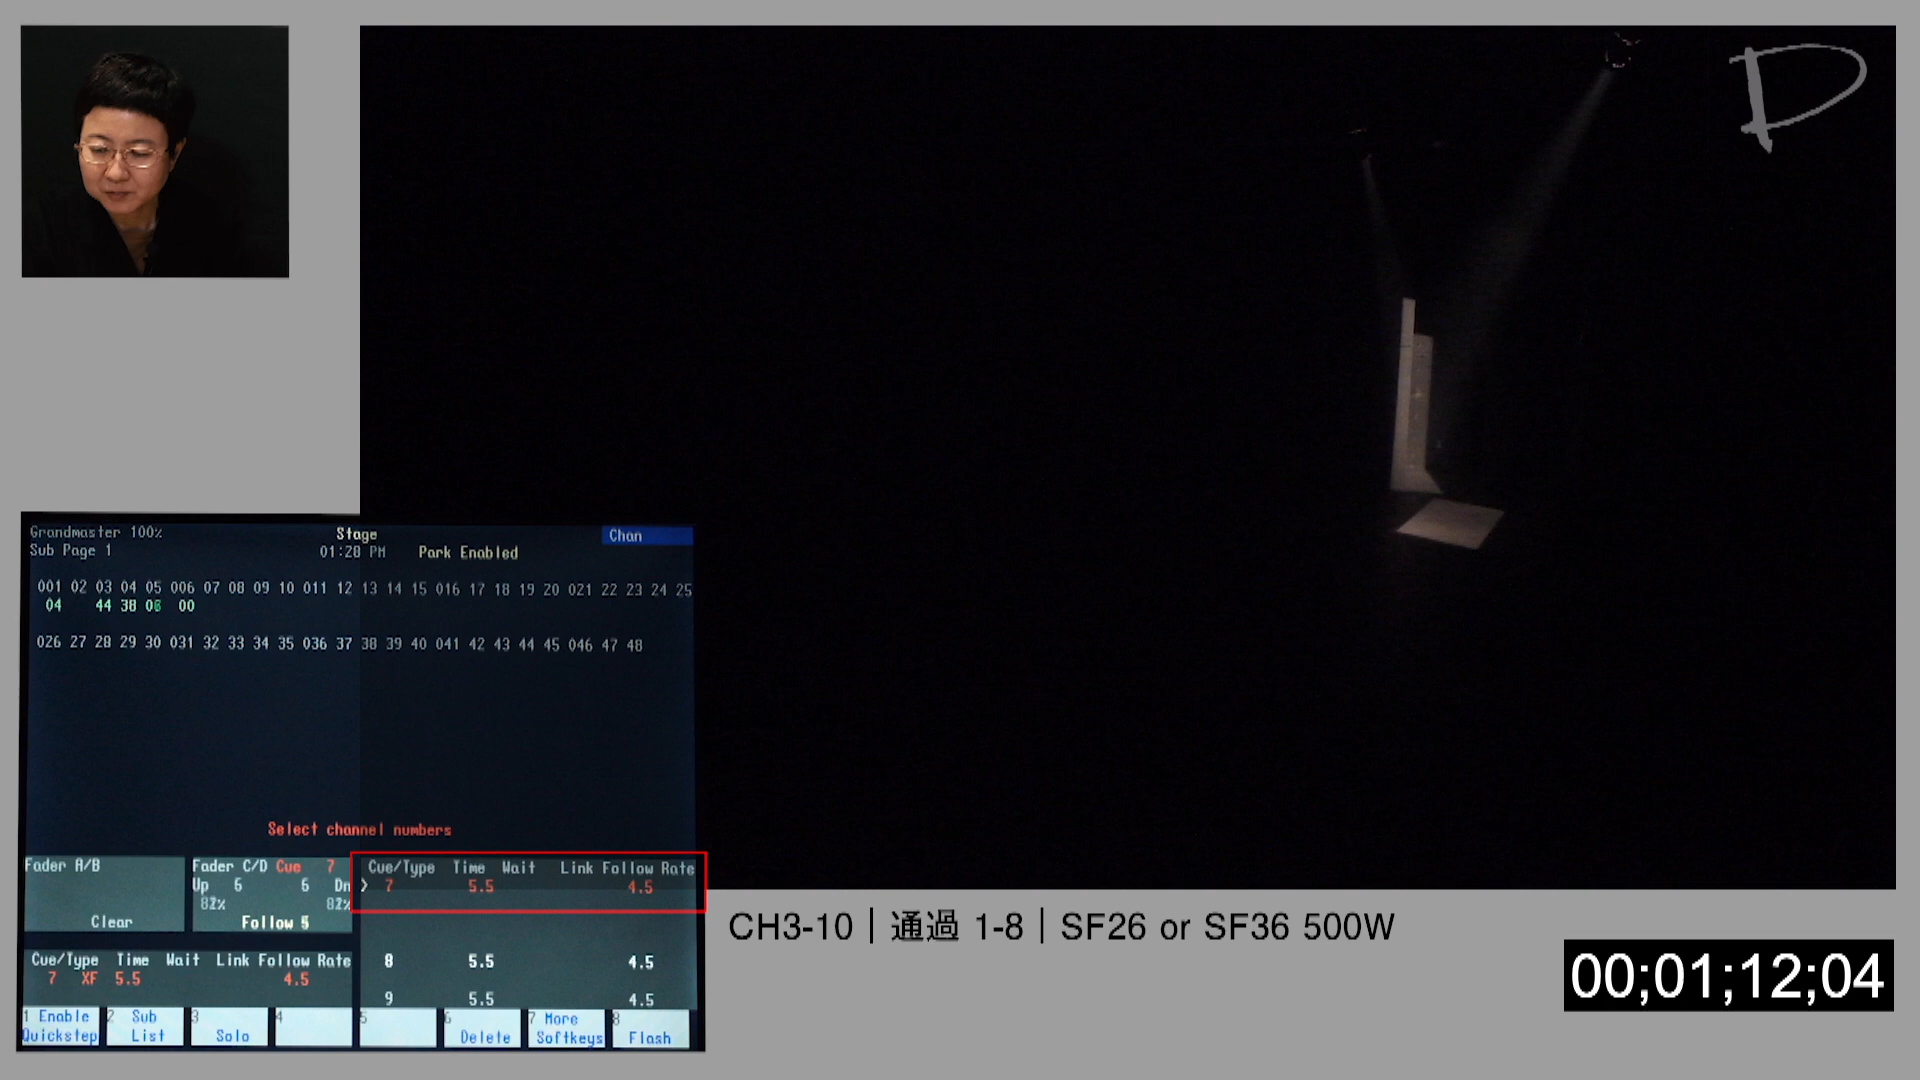 D
Grandmaster 100% Stage Chan
Sub Page 1 01:28 PM Park Enabled
001 02 03 04 05 006 07 08 09 10 011 12 13 14 15 016 17 18 19 20 021 22 23 24 25
04 44 38 06 00
026 27 28 29 30 031 32 33 34 35 036 37 38 39 40 041 42 43 44 45 046 47 48
Select channel numbers
Fader A/B
Clear
Fader C/D Cue 7
Up 6 6 Dn
82% 82%
Follow 5
Cue/Type Time Wait Link Follow Rate
7 XF 5.5 4.5
Cue/Type Time Wait Link Follow Rate
> 7 5.5 4.5
8 5.5 4.5
9 5.5 4.5
1 Enable Quickstep
2 Sub List
3 Solo
4
5
6 Delete
7 More Softkeys
8 Flash
CH3-10｜通過 1-8｜SF26 or SF36 500W
00;01;12;04